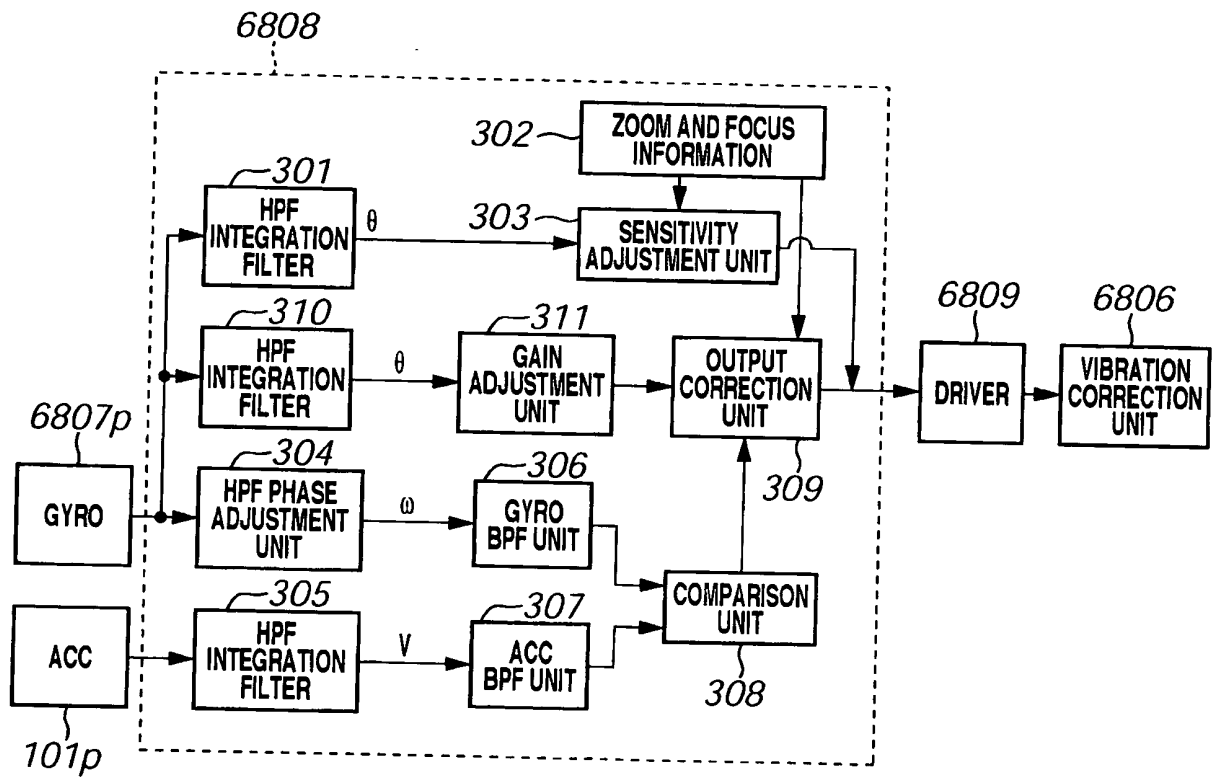 6808
302
ZOOM AND FOCUS
INFORMATION
301
HPF
INTEGRATION
FILTER
θ
303
SENSITIVITY
ADJUSTMENT UNIT
310
HPF
INTEGRATION
FILTER
θ
311
GAIN
ADJUSTMENT
UNIT
OUTPUT
CORRECTION
UNIT
309
6809
DRIVER
6806
VIBRATION
CORRECTION
UNIT
6807p
GYRO
304
HPF PHASE
ADJUSTMENT
UNIT
ω
306
GYRO
BPF UNIT
COMPARISON
UNIT
308
ACC
101p
305
HPF
INTEGRATION
FILTER
V
307
ACC
BPF UNIT